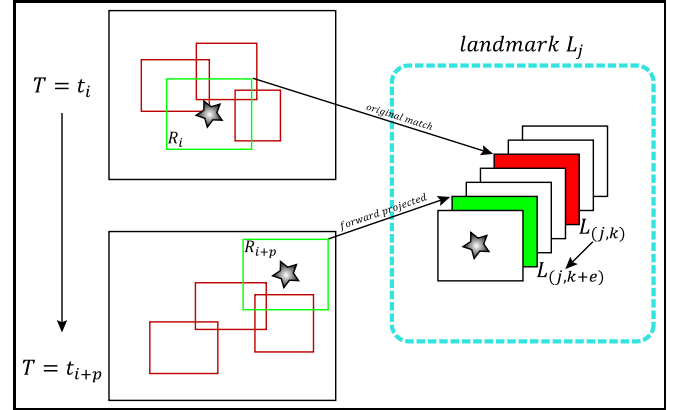 landmark L_j
T = t_i
original match
R_i
forward projected
R_{i+p}
L_{(j,k)}
L_{(j,k+e)}
T = t_{i+p}